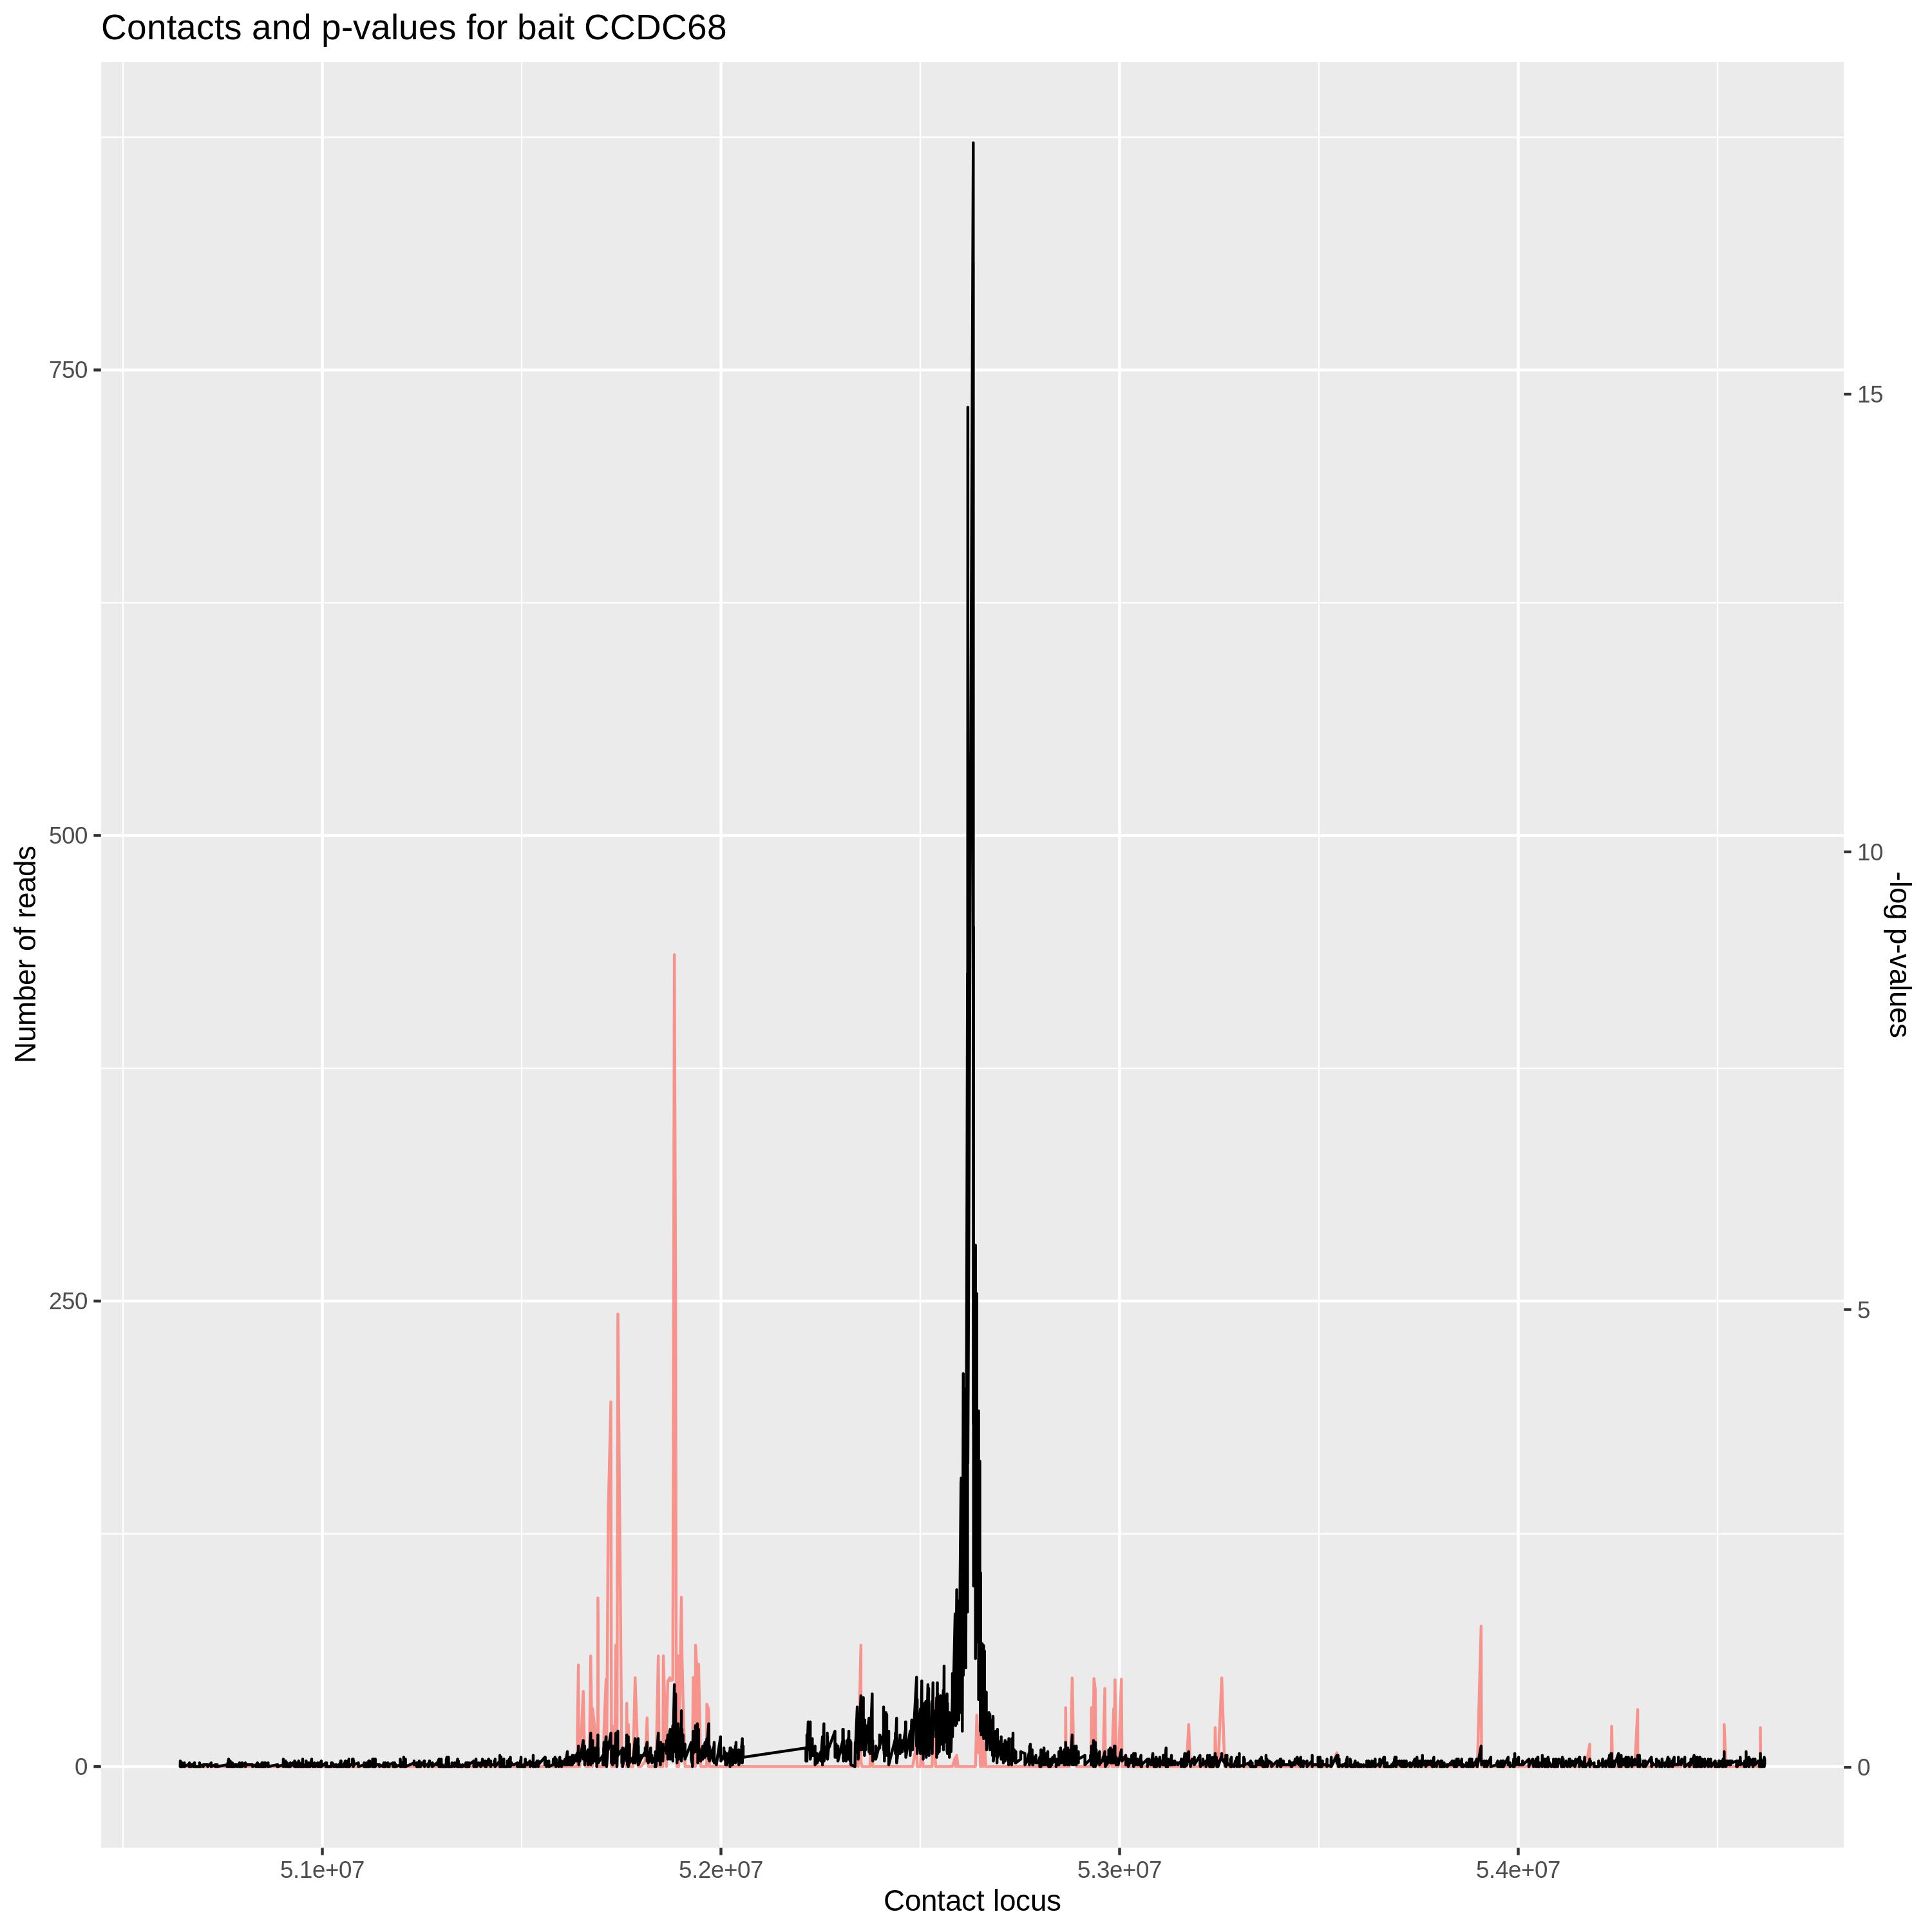 Contacts and p-values for bait CCDC68
Number of reads
750
500
250
0
15
10
5
0
-log p-values
5.1e+07 5.2e+07 5.3e+07 5.4e+07
Contact locus